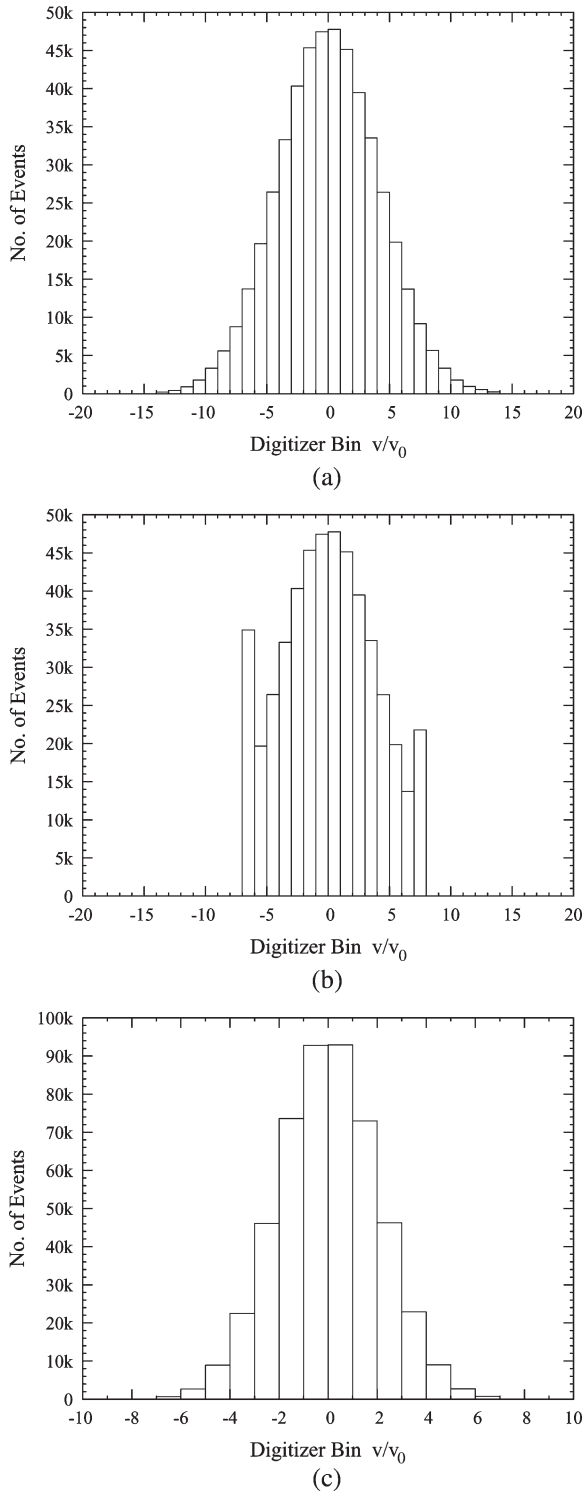 50k
45k
40k
35k
30k
25k
20k
15k
10k
5k
0
No. of Events
-20 -15 -10 -5 0 5 10 15 20
Digitizer Bin v/v0
(a)
50k
45k
40k
35k
30k
25k
20k
15k
10k
5k
0
No. of Events
-20 -15 -10 -5 0 5 10 15 20
Digitizer Bin v/v0
(b)
100k
90k
80k
70k
60k
50k
40k
30k
20k
10k
0
No. of Events
-10 -8 -6 -4 -2 0 2 4 6 8 10
Digitizer Bin v/v0
(c)